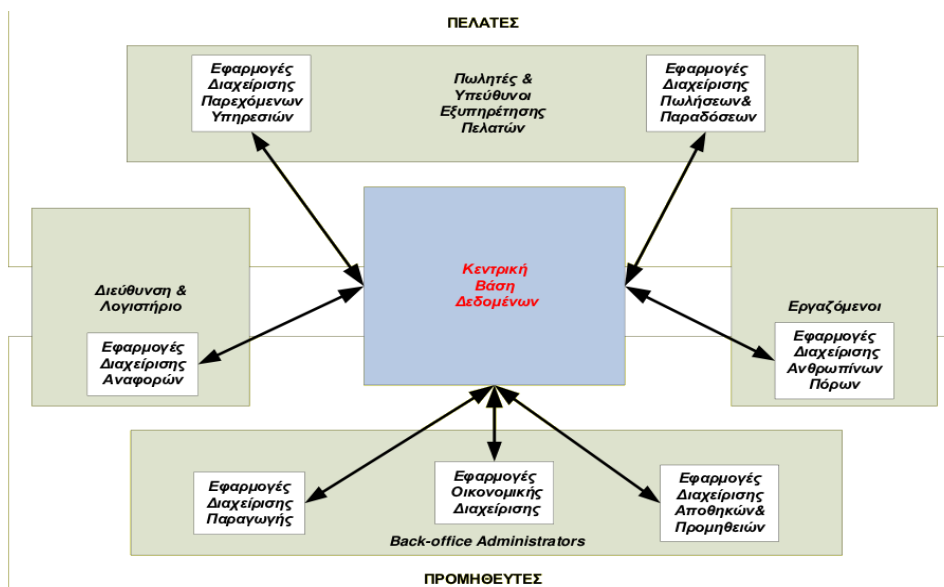 ΠΕΛΑΤΕΣ
Εφαρμογές
Διαχείρισης
Παρεχόμενων
Υπηρεσιών
Πωλητές &
Υπεύθυνοι
Εξυπηρέτησης
Πελατών
Εφαρμογές
Διαχείρισης
Πωλήσεων&
Παραδόσεων
Διεύθυνση &
Λογιστήριο
Εφαρμογές
Διαχείρισης
Αναφορών
Κεντρική
Βάση
Δεδομένων
Εργαζόμενοι
Εφαρμογές
Διαχείρισης
Ανθρωπίνων
Πόρων
Εφαρμογές
Διαχείρισης
Παραγωγής
Εφαρμογές
Οικονομικής
Διαχείρισης
Εφαρμογές
Διαχείρισης
Αποθηκών&
Προμηθειών
Back-office Administrators
ΠΡΟΜΗΘΕΥΤΕΣ